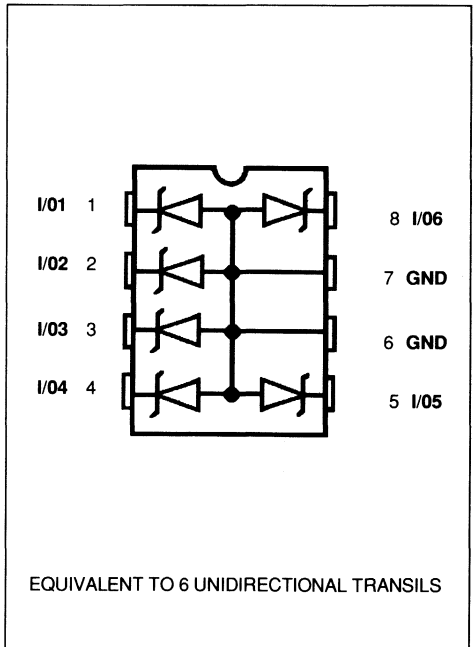 I/01 1
8 I/06
I/02 2
7 GND
I/03 3
6 GND
I/04 4
5 I/05
EQUIVALENT TO 6 UNIDIRECTIONAL TRANSILS